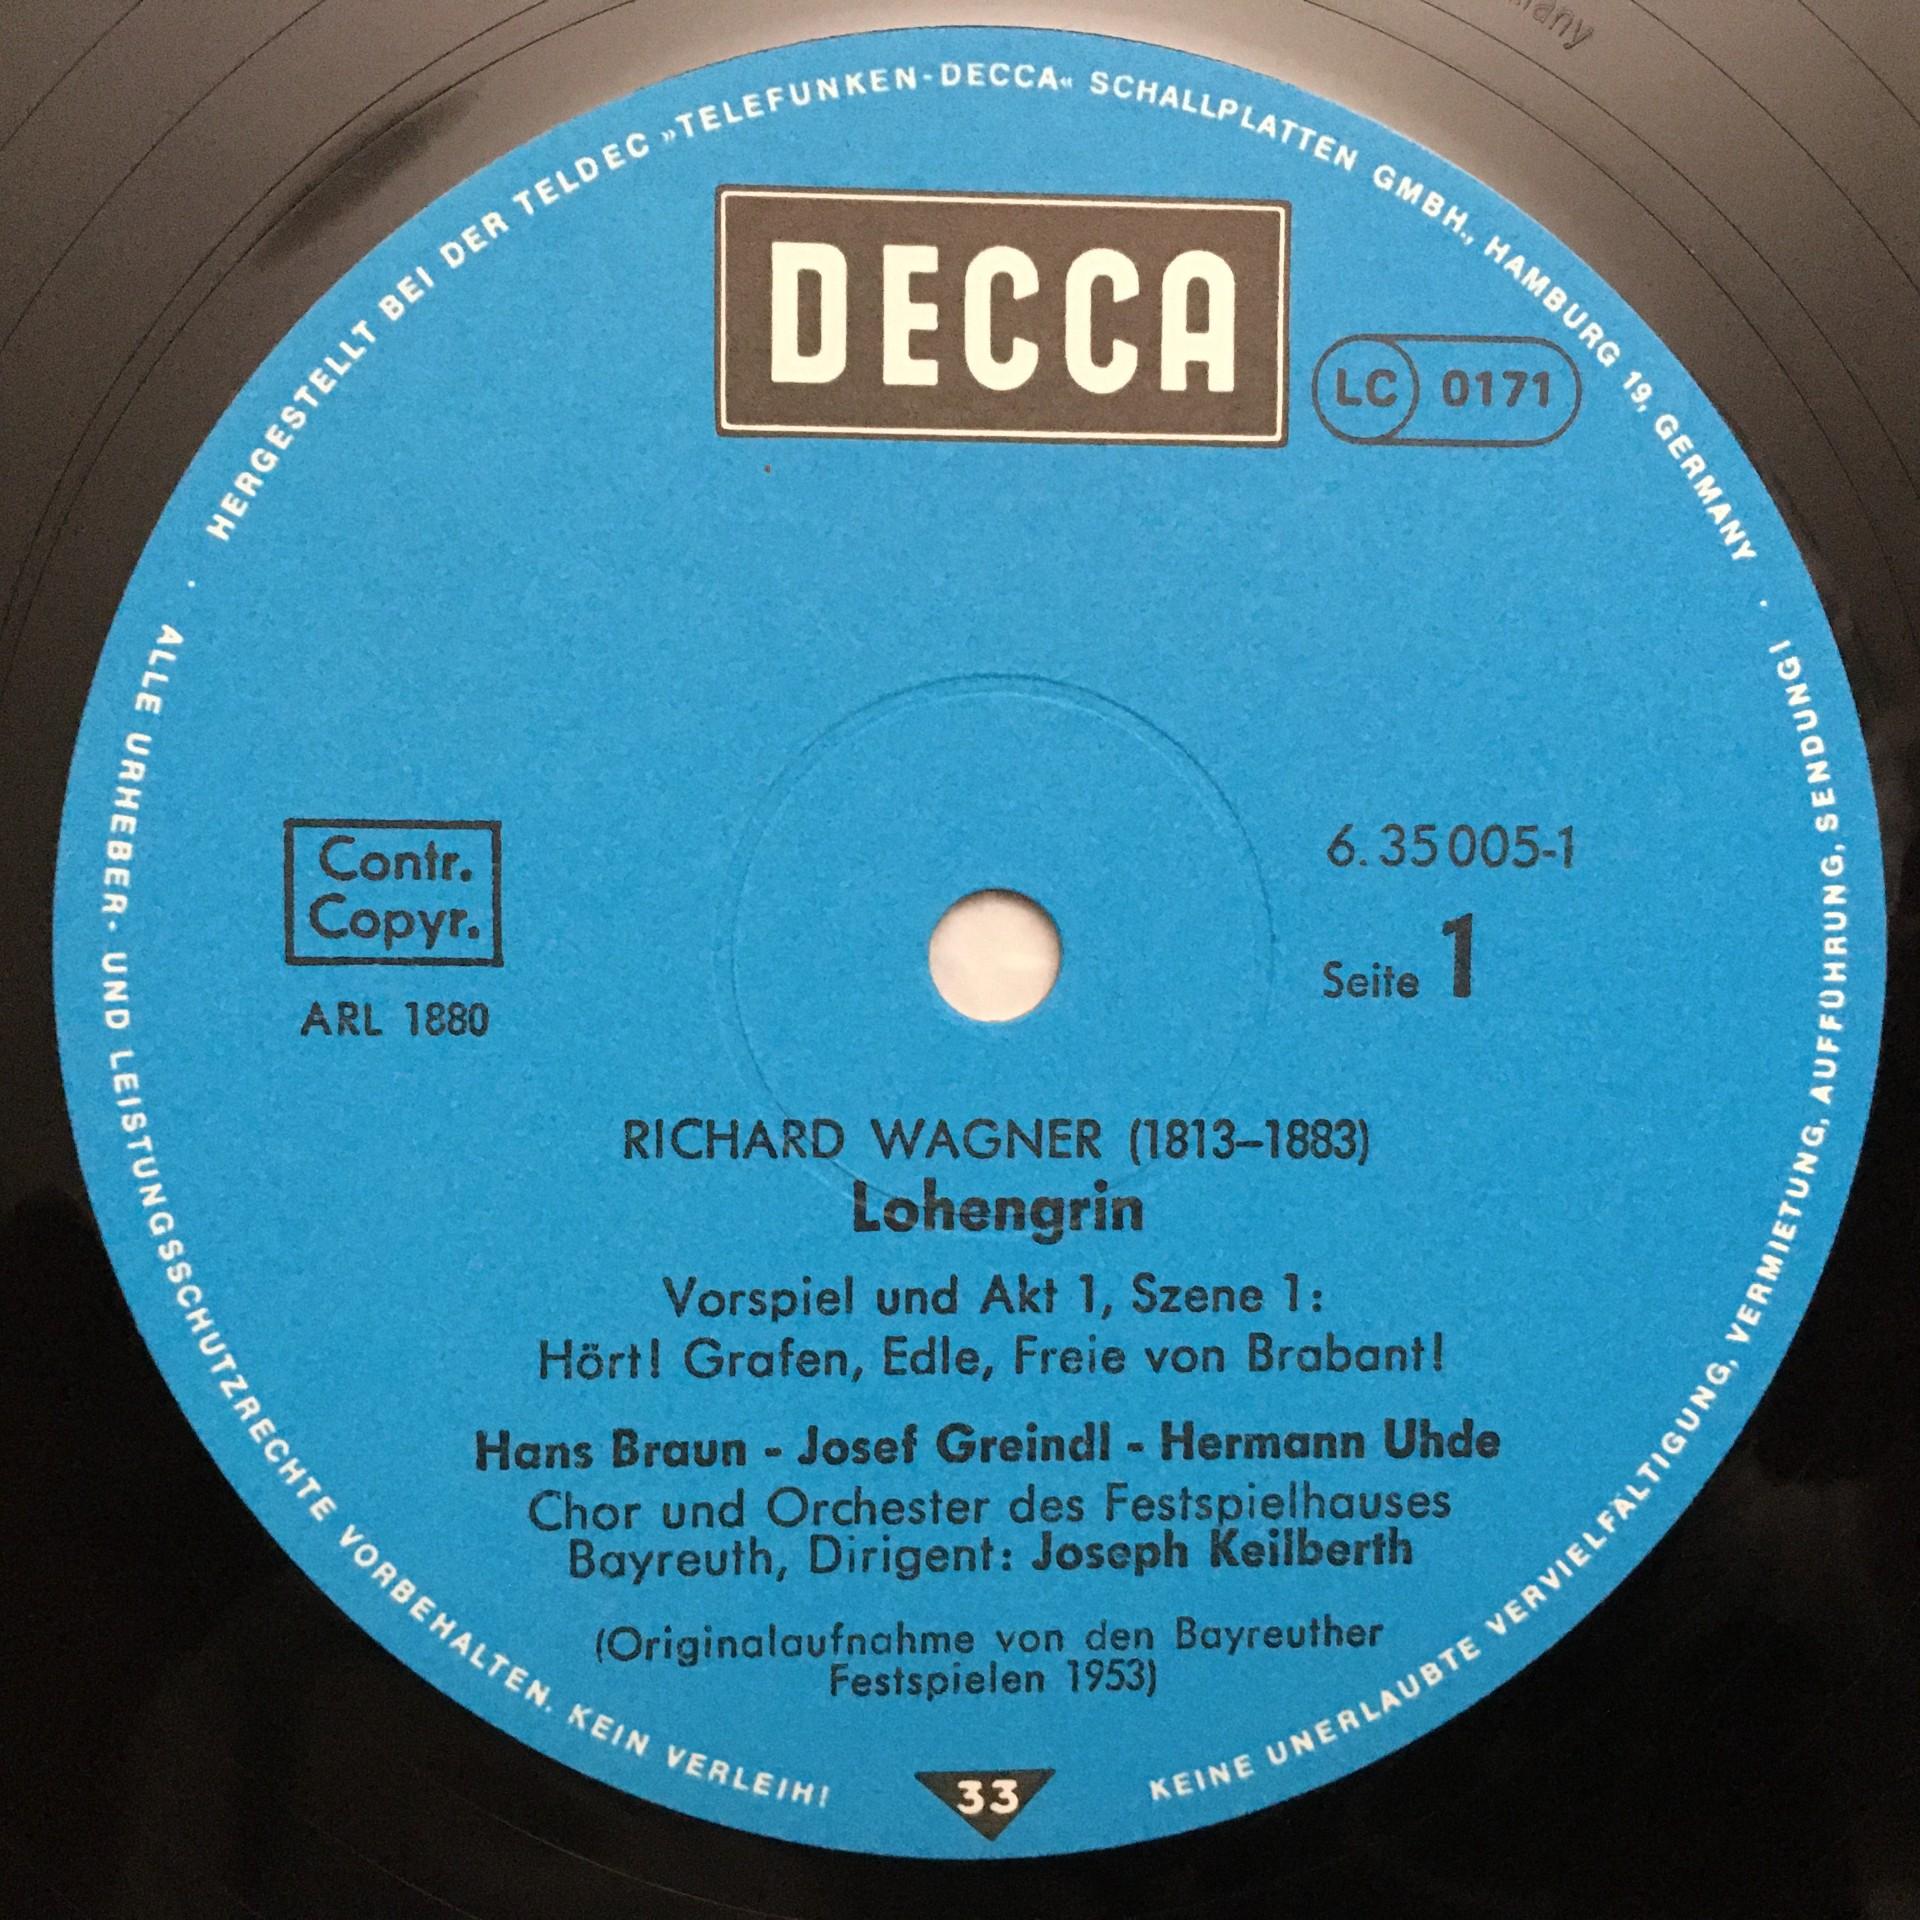 HERGESTELLT BEI DER TELDEC »TELEFUNKEN-DECCA« SCHALLPLATTEN GMBH., HAMBURG 19, GERMANY ·
DECCA
LC 0171
Contr.
Copyr.
ARL 1880
6.35005-1
Seite 1
RICHARD WAGNER (1813–1883)
Lohengrin
Vorspiel und Akt 1, Szene 1:
Hört! Grafen, Edle, Freie von Brabant!
Hans Braun - Josef Greindl - Hermann Uhde
Chor und Orchester des Festspielhauses
Bayreuth, Dirigent: Joseph Keilberth
(Originalaufnahme von den Bayreuther
Festspielen 1953)
33
· ALLE URHEBER- UND LEISTUNGSSCHUTZRECHTE VORBEHALTEN. KEIN VERLEIH!
KEINE UNERLAUBTE VERVIELFÄLTIGUNG, VERMIETUNG, AUFFÜHRUNG, SENDUNG!